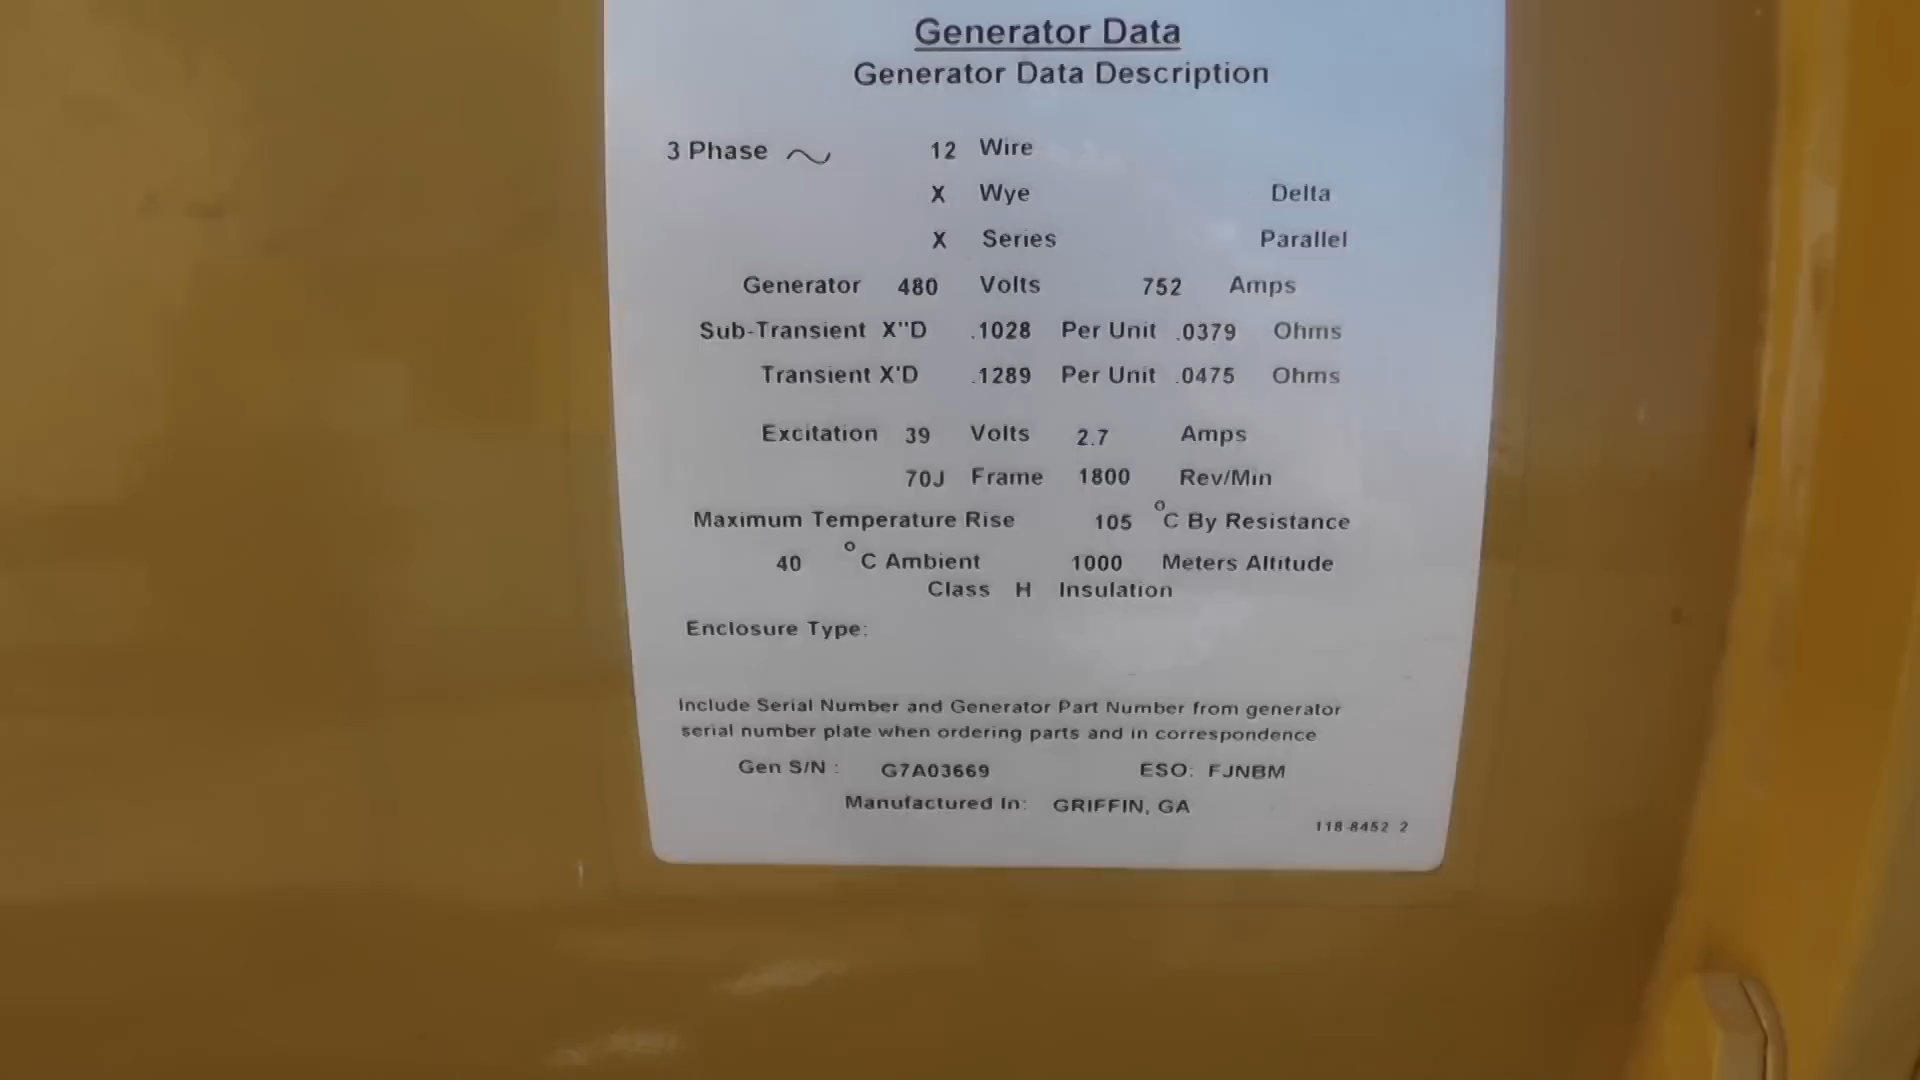 Generator Data
Generator Data Description
3 Phase 12 Wire
X Wye Delta
X Series Parallel
Generator 480 Volts 752 Amps
Sub-Transient X"D .1028 Per Unit .0379 Ohms
Transient X'D .1289 Per Unit .0475 Ohms
Excitation 39 Volts 2.7 Amps
70J Frame 1800 Rev/Min
Maximum Temperature Rise 105 °C By Resistance
40 °C Ambient 1000 Meters Altitude
Class H Insulation
Enclosure Type:
Include Serial Number and Generator Part Number from generator
serial number plate when ordering parts and in correspondence
Gen S/N : G7A03669 ESO: FJNBM
Manufactured In: GRIFFIN, GA
118-8452 2